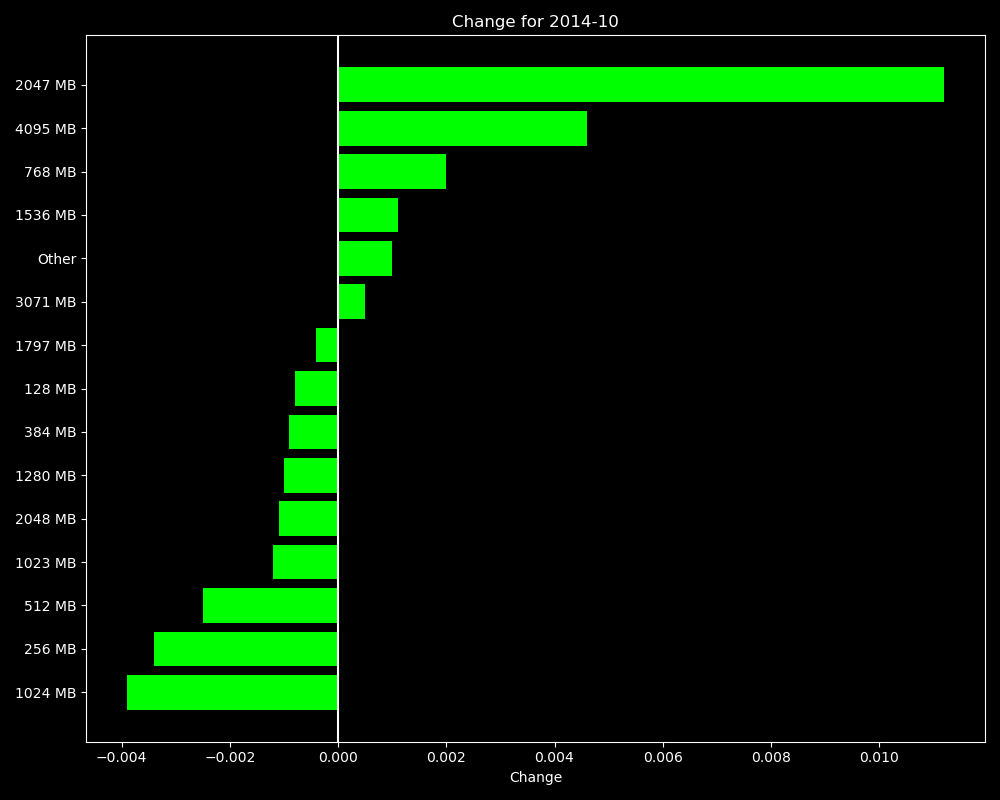 Change for 2014-10
2047 MB
4095 MB
768 MB
1536 MB
Other
3071 MB
1797 MB
128 MB
384 MB
1280 MB
2048 MB
1023 MB
512 MB
256 MB
1024 MB
−0.004 −0.002 0.000 0.002 0.004 0.006 0.008 0.010
Change